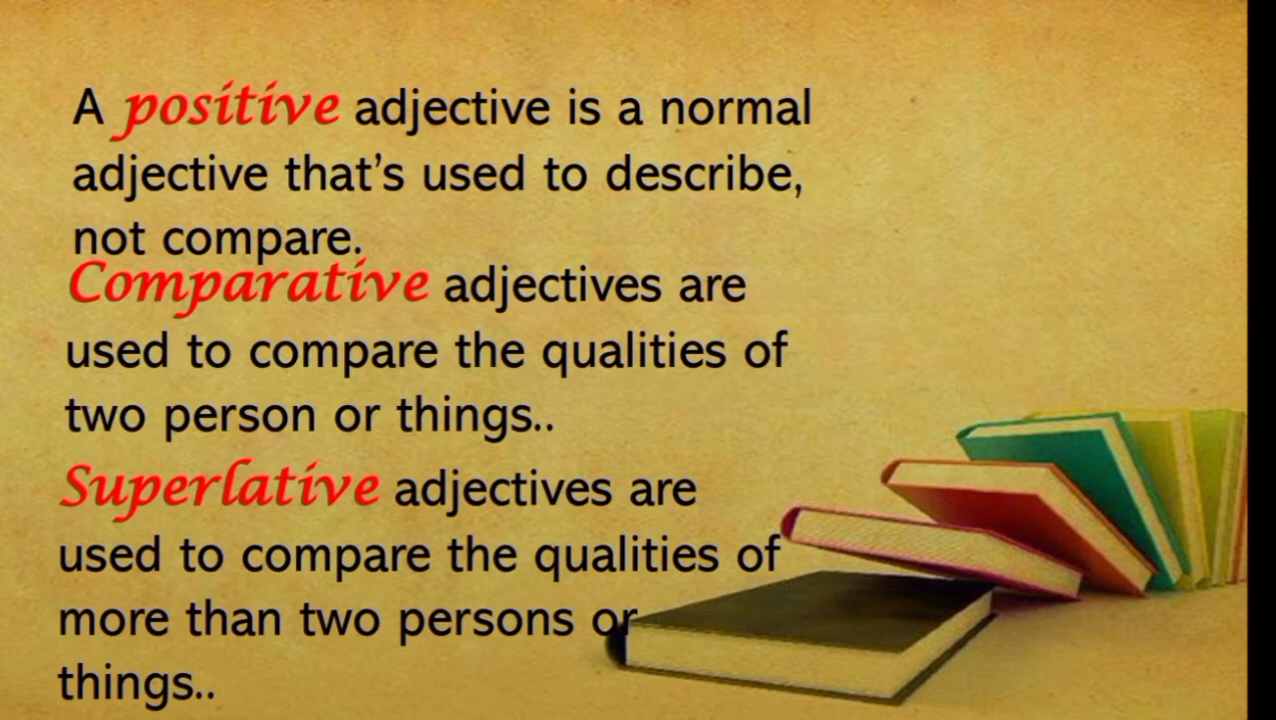 A positive adjective is a normal
adjective that’s used to describe,
not compare.
Comparative adjectives are
used to compare the qualities of
two person or things..
Superlative adjectives are
used to compare the qualities of
more than two persons or
things..